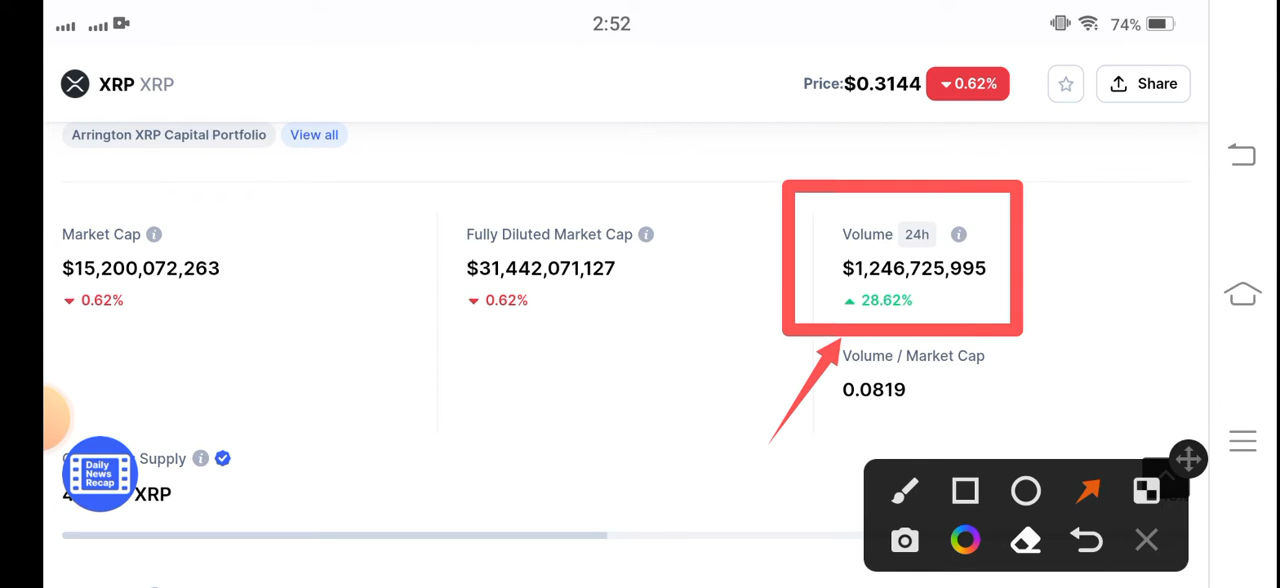 2:52
74%
XRP XRP
Price:$0.3144
0.62%
Share
Arrington XRP Capital Portfolio
View all
Market Cap
$15,200,072,263
0.62%
Fully Diluted Market Cap
$31,442,071,127
0.62%
Volume 24h
$1,246,725,995
28.62%
Volume / Market Cap
0.0819
Supply
XRP
Daily
News
Recap